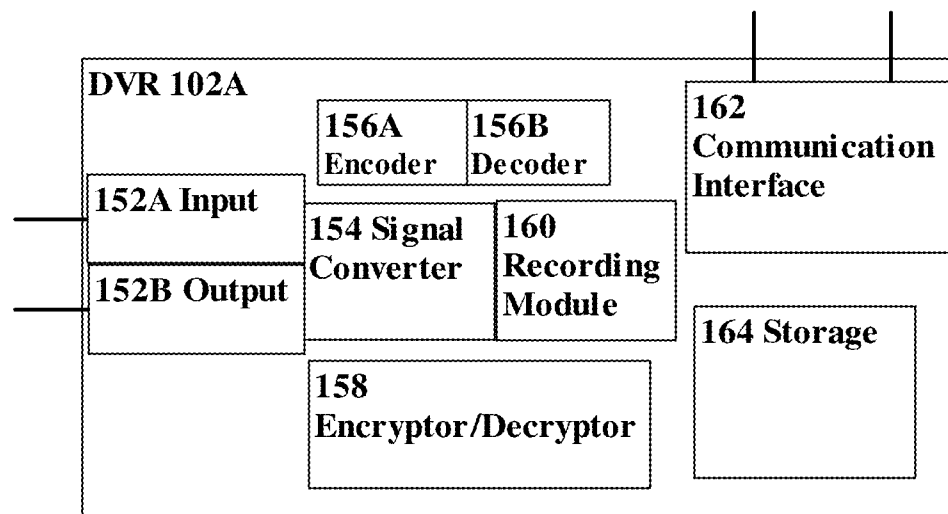 DVR 102A
156A
Encoder
156B
Decoder
162
Communication
Interface
152A Input
152B Output
154 Signal
Converter
160
Recording
Module
164 Storage
158
Encryptor/Decryptor